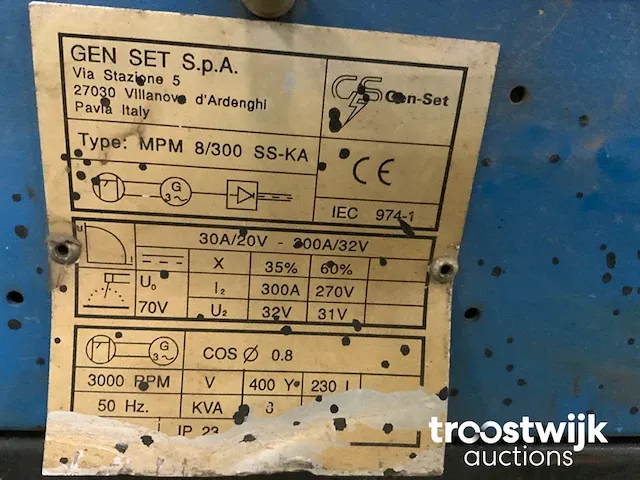 GEN SET S.p.A.
Via Stazione 5
27030 Villanova d'Ardenghi
Pavia Italy
Gen-Set
Type: MPM 8/300 SS-KA
G
3~
CE
IEC 974-1
30A/20V - 300A/32V
U
I
X 35% 60%
U₀ I₂ 300A 270V
70V U₂ 32V 31V
G
3~
COS Ø 0.8
3000 RPM V 400 Y 230
50 Hz. KVA 8
IP 23
troostwijk
auctions